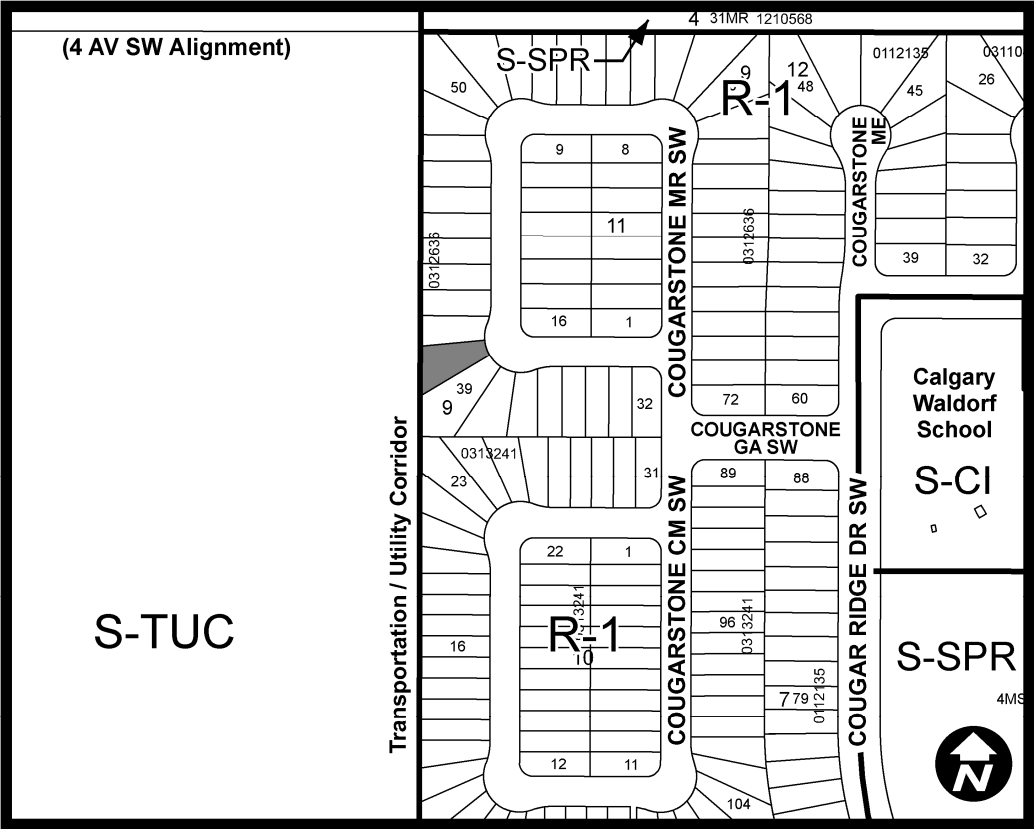 4 31MR 1210568
(4 AV SW Alignment)
S-SPR
9
12
48
R-1
0112135
03110
50
45
26
COUGARSTONE
ME
9 8
11
16 1
COUGARSTONE MR SW
0312636
0312636
39 32
39
9
32
72 60
COUGARSTONE
GA SW
Calgary
Waldorf
School
S-CI
0313241
23
31
89 88
Transportation / Utility Corridor
22 1
0313241
R-1
10
COUGARSTONE CM SW
96
0313241
COUGAR RIDGE DR SW
S-TUC
16
S-SPR
4MS
7 79
0112135
12 11
104
N